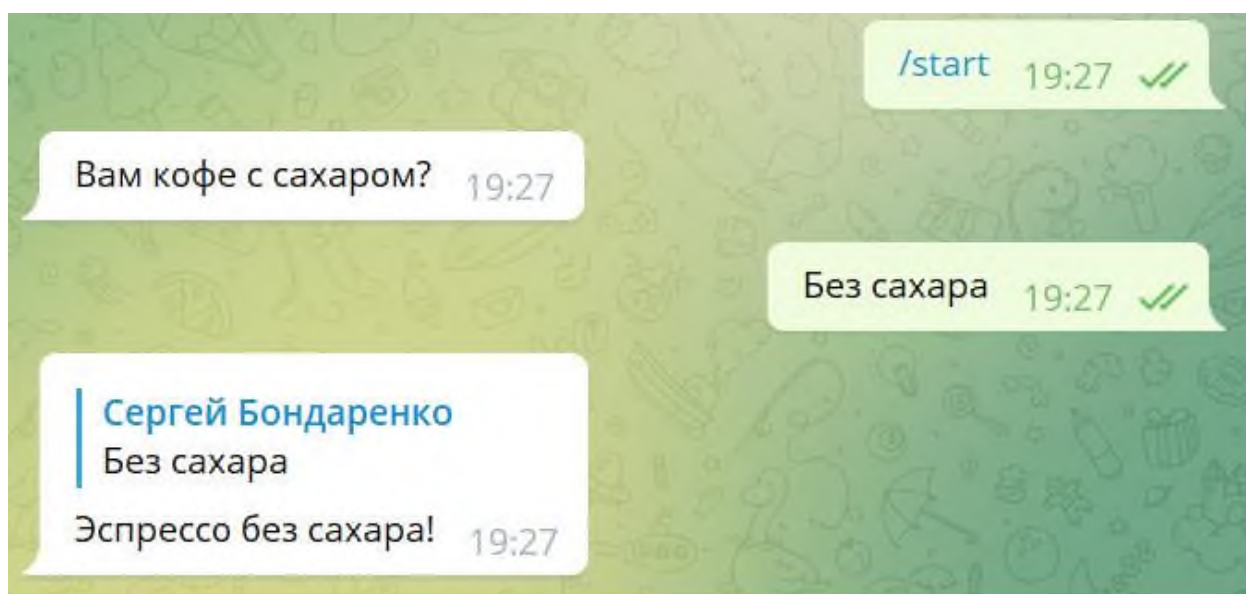 /start 19:27
Вам кофе с сахаром? 19:27
Без сахара 19:27
Сергей Бондаренко
Без сахара
Эспрессо без сахара! 19:27